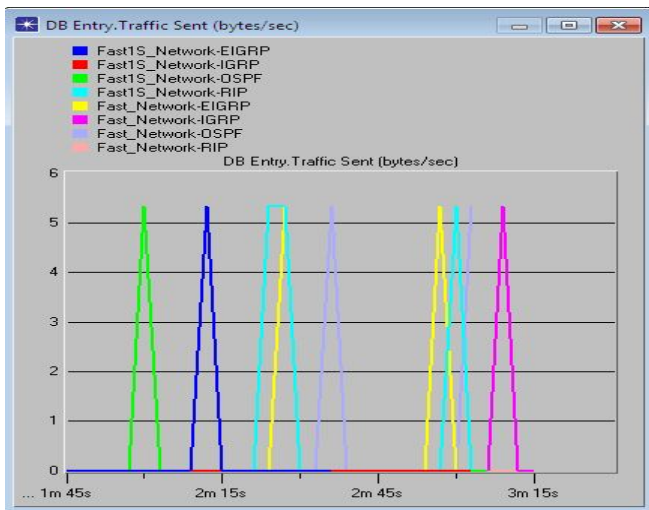 DB Entry.Traffic Sent (bytes/sec)
Fast1S_Network-EIGRP
Fast1S_Network-IGRP
Fast1S_Network-OSPF
Fast1S_Network-RIP
Fast_Network-EIGRP
Fast_Network-IGRP
Fast_Network-OSPF
Fast_Network-RIP
DB Entry.Traffic Sent (bytes/sec)
6
5
4
3
2
1
0
... 1m 45s 2m 15s 2m 45s 3m 15s